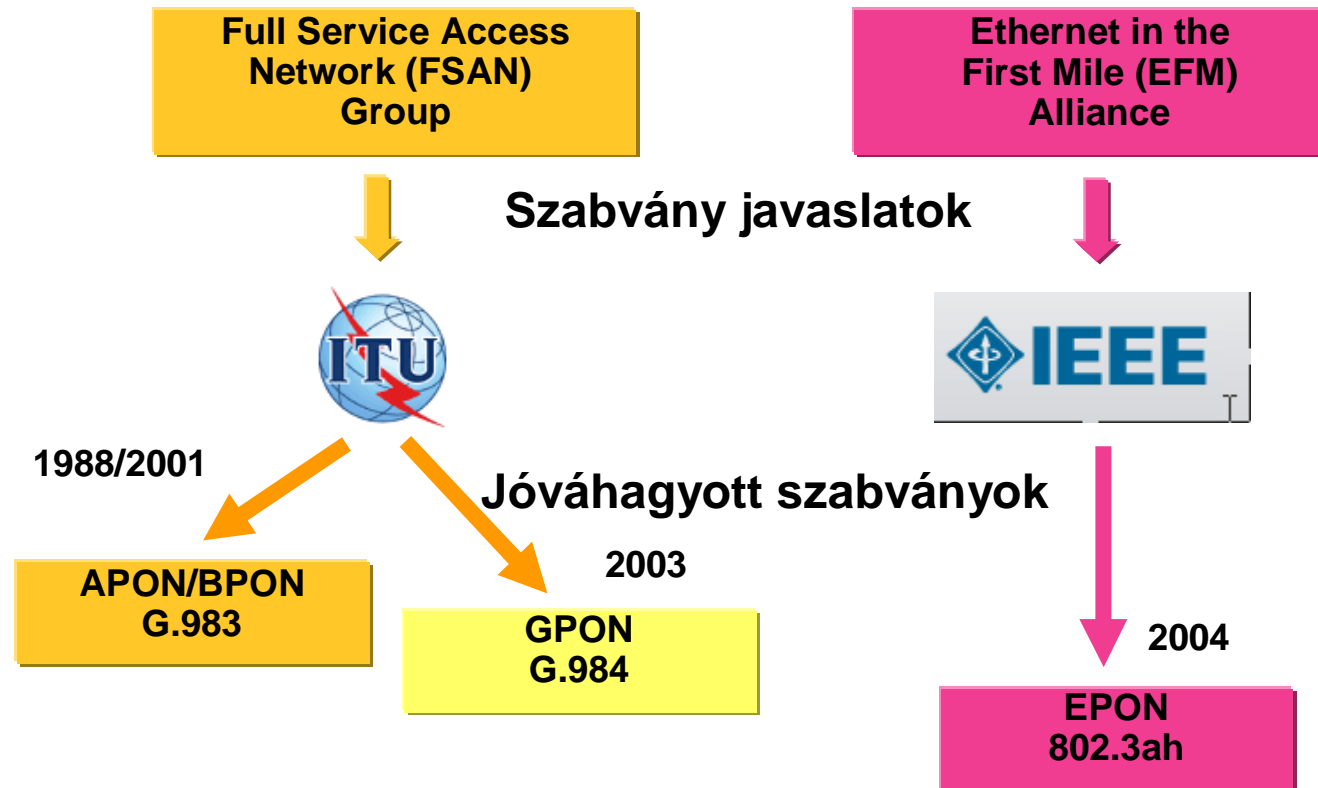 Full Service Access
Network (FSAN)
Group
Ethernet in the
First Mile (EFM)
Alliance
Szabvány javaslatok
ITU
IEEE
1988/2001
Jóváhagyott szabványok
2003
APON/BPON
G.983
GPON
G.984
2004
EPON
802.3ah